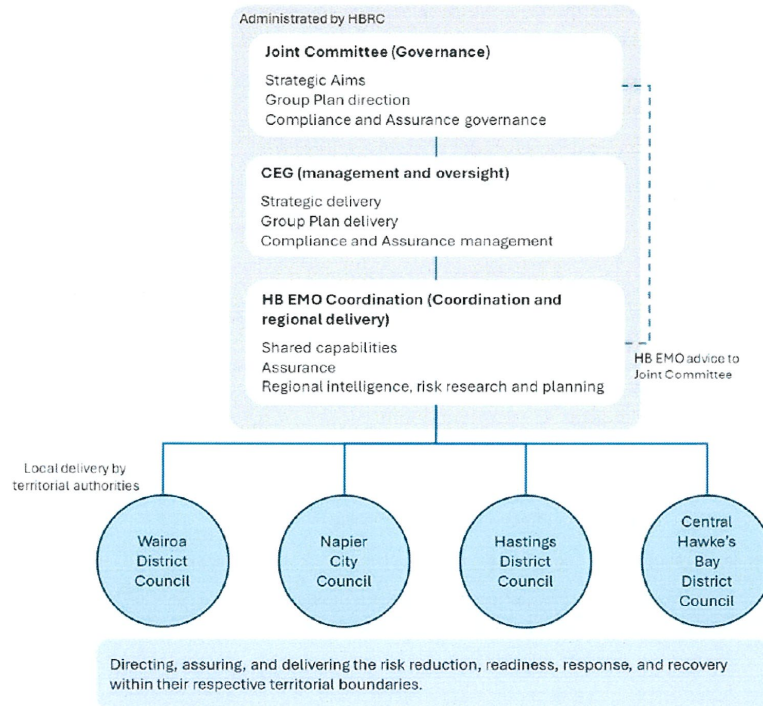 Administrated by HBRC
Joint Committee (Governance)
Strategic Aims
Group Plan direction
Compliance and Assurance governance
CEG (management and oversight)
Strategic delivery
Group Plan delivery
Compliance and Assurance management
HB EMO Coordination (Coordination and
regional delivery)
Shared capabilities
Assurance
Regional intelligence, risk research and planning
HB EMO advice to
Joint Committee
Local delivery by
territorial authorities
Wairoa
District
Council
Napier
City
Council
Hastings
District
Council
Central
Hawke's
Bay
District
Council
Directing, assuring, and delivering the risk reduction, readiness, response, and recovery
within their respective territorial boundaries.